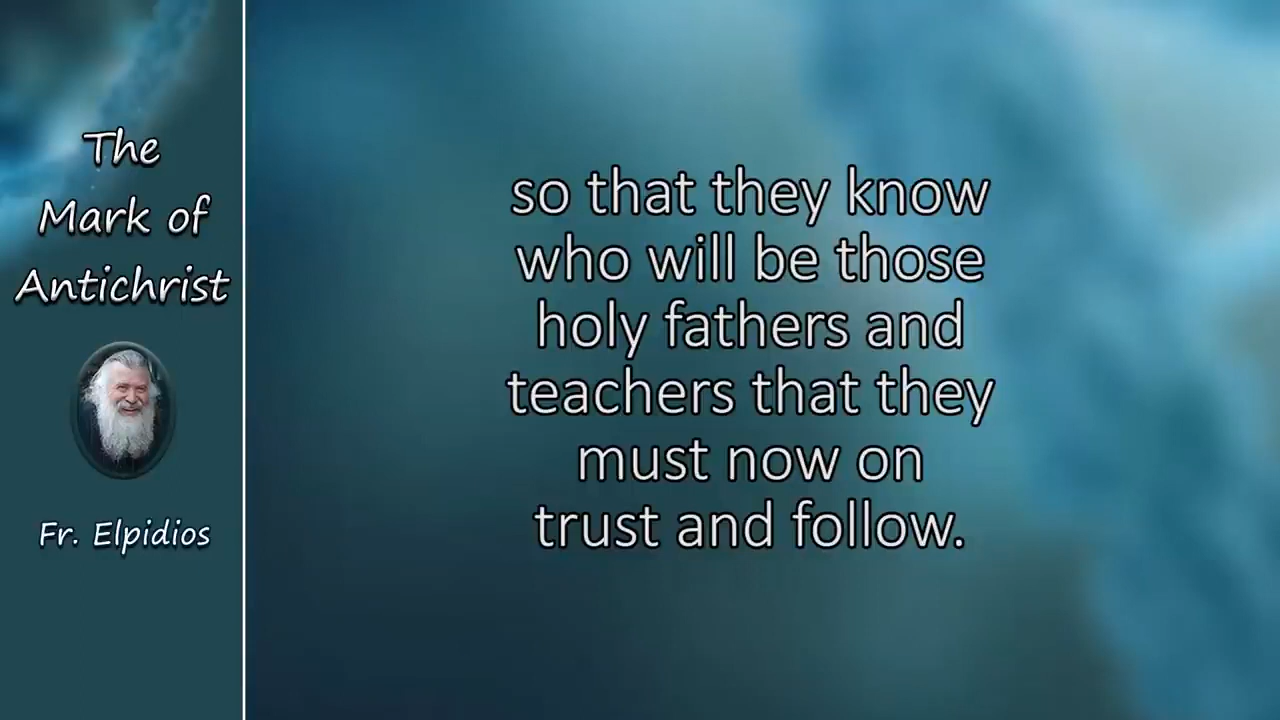 The
Mark of
Antichrist
Fr. Elpidios
so that they know
who will be those
holy fathers and
teachers that they
must now on
trust and follow.